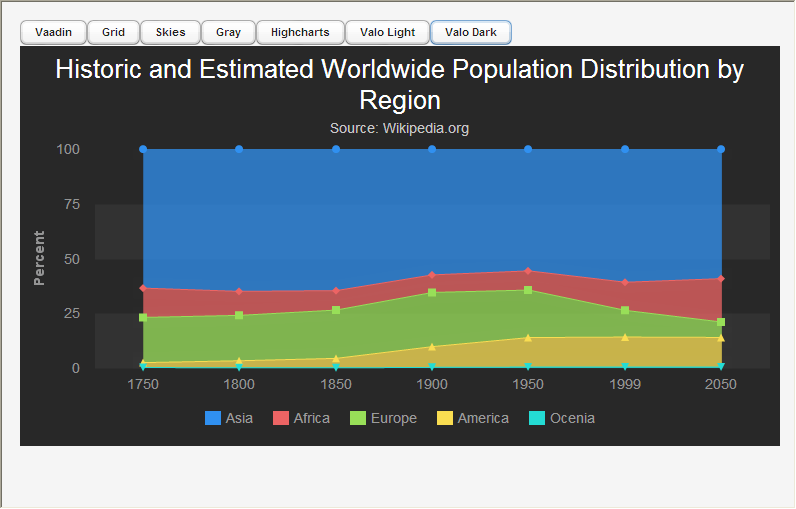 Vaadin Grid Skies Gray Highcharts Valo Light Valo Dark
Historic and Estimated Worldwide Population Distribution by
Region
Source: Wikipedia.org
Percent
100
75
50
25
0
1750 1800 1850 1900 1950 1999 2050
Asia Africa Europe America Ocenia